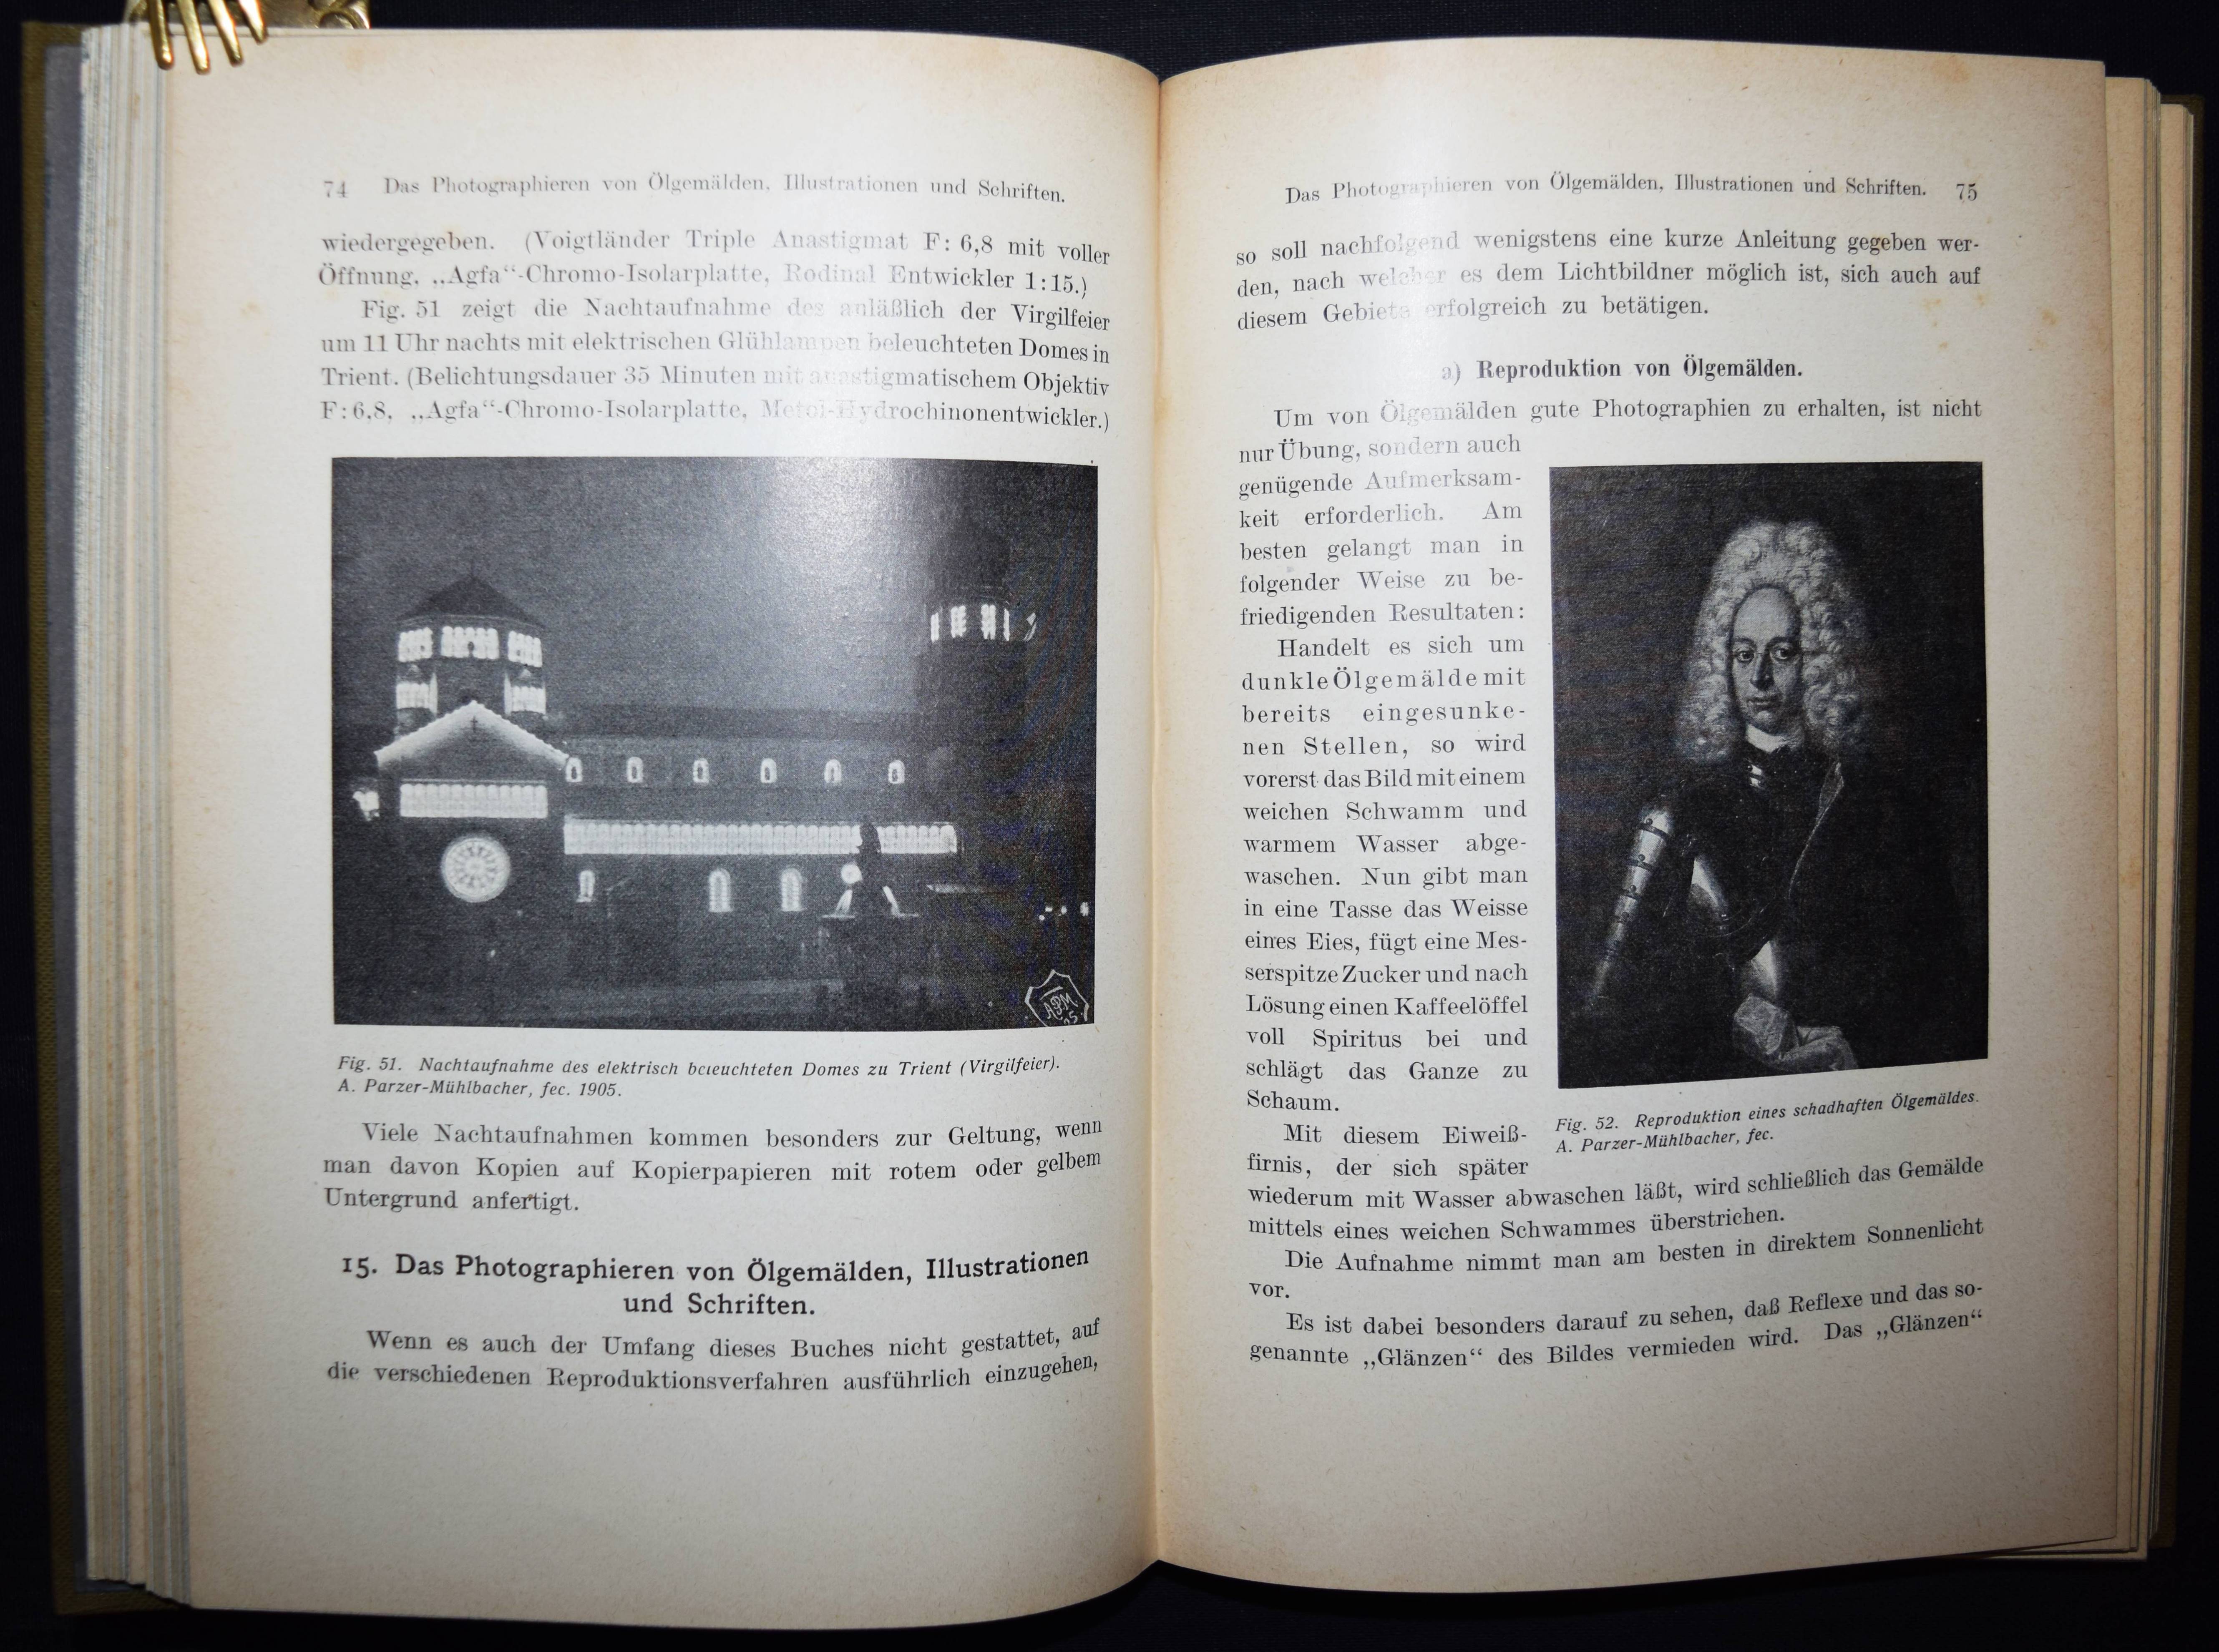 74 Das Photographieren von Ölgemälden, Illustrationen und Schriften.
wiedergegeben. (Voigtländer Triple Anastigmat F: 6,8 mit voller
Öffnung, „Agfa“-Chromo-Isolarplatte, Rodinal Entwickler 1:15.)
Fig. 51 zeigt die Nachtaufnahme des anläßlich der Virgilfeier
um 11 Uhr nachts mit elektrischen Glühlampen beleuchteten Domes in
Trient. (Belichtungsdauer 35 Minuten mit anastigmatischem Objektiv
F: 6,8, „Agfa“-Chromo-Isolarplatte, Metol-Hydrochinonentwickler.)
APM
Fig. 51. Nachtaufnahme des elektrisch beleuchteten Domes zu Trient (Virgilfeier).
A. Parzer-Mühlbacher, fec. 1905.
Viele Nachtaufnahmen kommen besonders zur Geltung, wenn
man davon Kopien auf Kopierpapieren mit rotem oder gelbem
Untergrund anfertigt.
15. Das Photographieren von Ölgemälden, Illustrationen
und Schriften.
Wenn es auch der Umfang dieses Buches nicht gestattet, auf
die verschiedenen Reproduktionsverfahren ausführlich einzugehen,
Das Photographieren von Ölgemälden, Illustrationen und Schriften. 75
so soll nachfolgend wenigstens eine kurze Anleitung gegeben wer-
den, nach welcher es dem Lichtbildner möglich ist, sich auch auf
diesem Gebiete erfolgreich zu betätigen.
a) Reproduktion von Ölgemälden.
Um von Ölgemälden gute Photographien zu erhalten, ist nicht
nur Übung, sondern auch
genügende Aufmerksam-
keit erforderlich. Am
besten gelangt man in
folgender Weise zu be-
friedigenden Resultaten:
Handelt es sich um
dunkle Ölgemälde mit
bereits eingesunke-
nen Stellen, so wird
vorerst das Bild mit einem
weichen Schwamm und
warmem Wasser abge-
waschen. Nun gibt man
in eine Tasse das Weisse
eines Eies, fügt eine Mes-
serspitze Zucker und nach
Lösung einen Kaffeelöffel
voll Spiritus bei und
schlägt das Ganze zu
Schaum.
Mit diesem Eiweiß-
firnis, der sich später
Fig. 52. Reproduktion eines schadhaften Ölgemäldes.
A. Parzer-Mühlbacher, fec.
wiederum mit Wasser abwaschen läßt, wird schließlich das Gemälde
mittels eines weichen Schwammes überstrichen.
Die Aufnahme nimmt man am besten in direktem Sonnenlicht
vor.
Es ist dabei besonders darauf zu sehen, daß Reflexe und das so-
genannte „Glänzen“ des Bildes vermieden wird. Das „Glänzen“